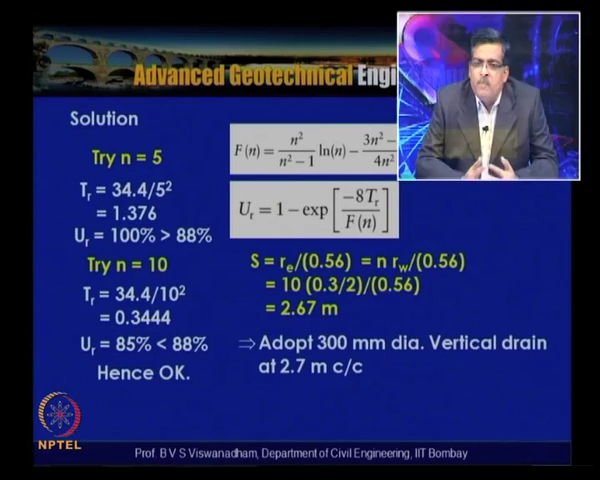 Advanced Geotechnical Engi
Solution
Try n = 5
Tr = 34.4/5²
= 1.376
Ur = 100% > 88%
Try n = 10
Tr = 34.4/10²
= 0.3444
Ur = 85% < 88%
Hence OK.
F(n) = n²/(n² − 1) ln(n) − 3n² −/4n²
Ur = 1 − exp[−8Tr/F(n)]
S = re/(0.56) = n rw/(0.56)
= 10 (0.3/2)/(0.56)
= 2.67 m
⇒ Adopt 300 mm dia. Vertical drain
at 2.7 m c/c
NPTEL
Prof. B V S Viswanadham, Department of Civil Engineering, IIT Bombay